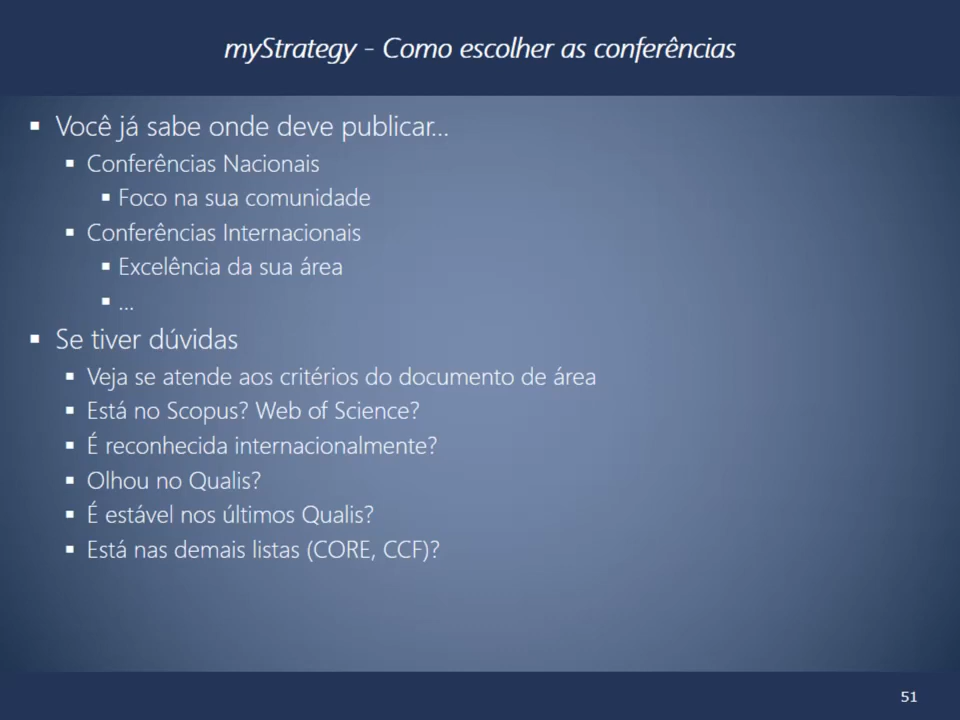 myStrategy - Como escolher as conferências
▪ Você já sabe onde deve publicar...
▪ Conferências Nacionais
▪ Foco na sua comunidade
▪ Conferências Internacionais
▪ Excelência da sua área
▪ ...
▪ Se tiver dúvidas
▪ Veja se atende aos critérios do documento de área
▪ Está no Scopus? Web of Science?
▪ É reconhecida internacionalmente?
▪ Olhou no Qualis?
▪ É estável nos últimos Qualis?
▪ Está nas demais listas (CORE, CCF)?
51